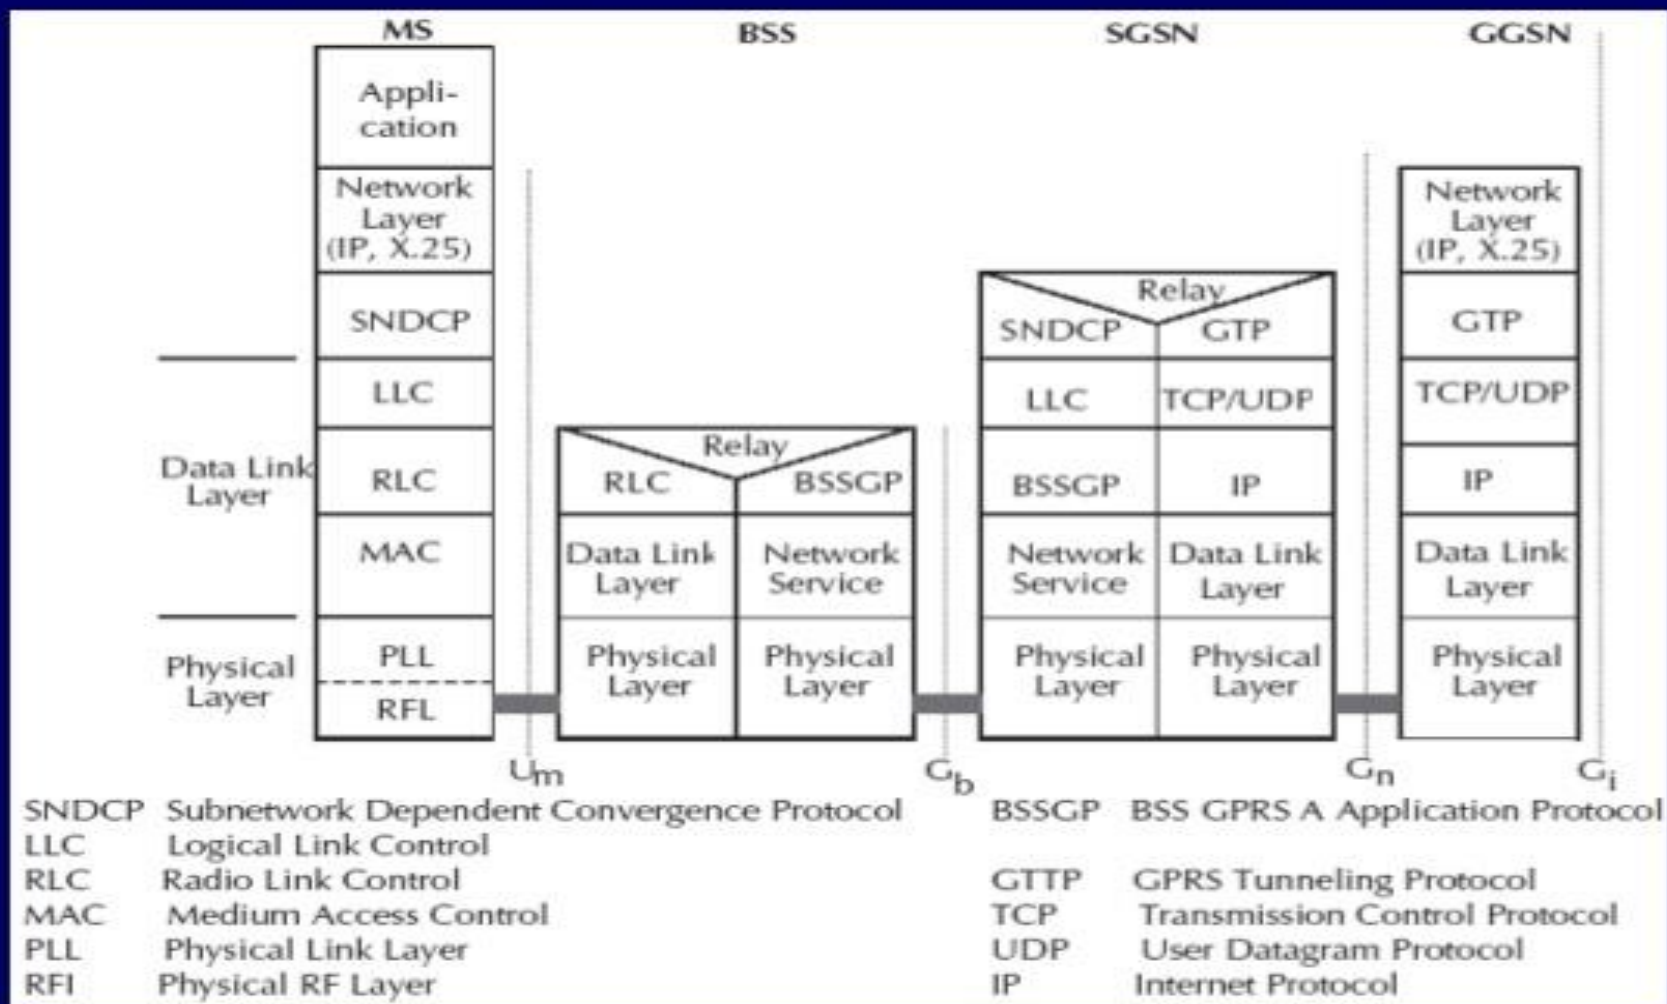 MS
BSS
SGSN
GGSN
Appli-
cation
Network
Layer
(IP, X.25)
SNDCP
LLC
RLC
MAC
PLL
RFL
Data Link
Layer
Physical
Layer
Relay
RLC
BSSGP
Data Link
Layer
Network
Service
Physical
Layer
Physical
Layer
Relay
SNDCP
GTP
LLC
TCP/UDP
BSSGP
IP
Network
Service
Data Link
Layer
Physical
Layer
Physical
Layer
Network
Layer
(IP, X.25)
GTP
TCP/UDP
IP
Data Link
Layer
Physical
Layer
Um
Gb
Gn
Gi
SNDCP Subnetwork Dependent Convergence Protocol
LLC Logical Link Control
RLC Radio Link Control
MAC Medium Access Control
PLL Physical Link Layer
RFI Physical RF Layer
BSSGP BSS GPRS A Application Protocol
GTTP GPRS Tunneling Protocol
TCP Transmission Control Protocol
UDP User Datagram Protocol
IP Internet Protocol